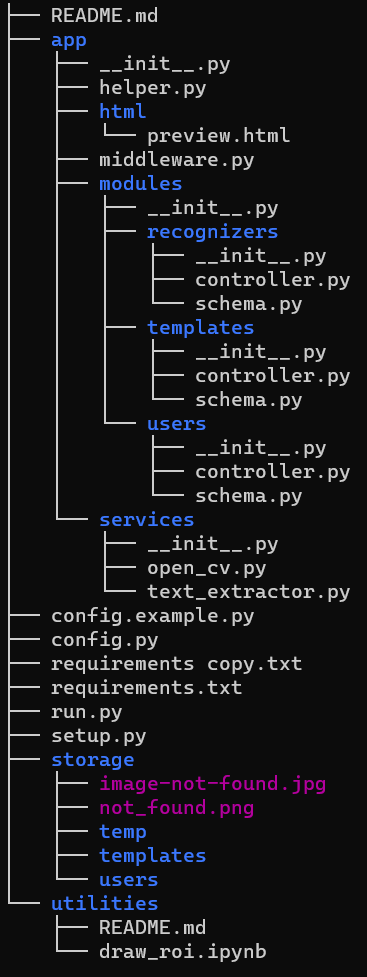 README.md
app
__init__.py
helper.py
html
preview.html
middleware.py
modules
__init__.py
recognizers
__init__.py
controller.py
schema.py
templates
__init__.py
controller.py
schema.py
users
__init__.py
controller.py
schema.py
services
__init__.py
open_cv.py
text_extractor.py
config.example.py
config.py
requirements copy.txt
requirements.txt
run.py
setup.py
storage
image-not-found.jpg
not_found.png
temp
templates
users
utilities
README.md
draw_roi.ipynb